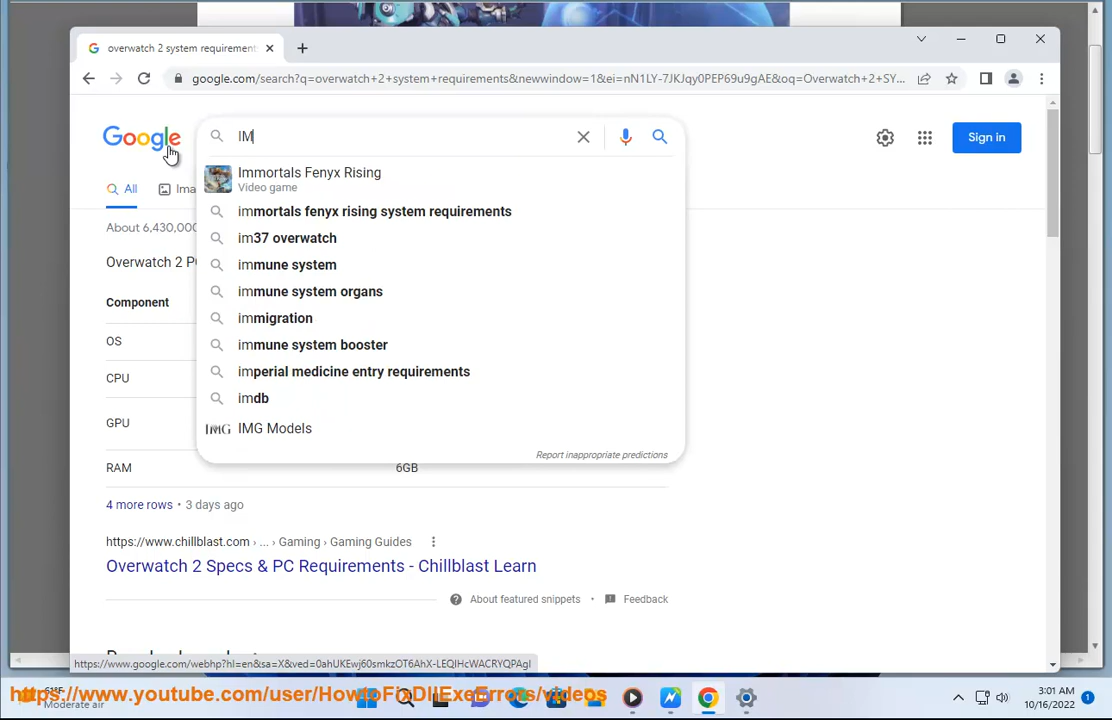 overwatch 2 system requirement
google.com/search?q=overwatch+2+system+requirements&newwindow=1&ei=nN1LY-7JKJqy0PEP69u9gAE&oq=Overwatch+2+SY...
Google
IM
Sign in
All
Ima
Immortals Fenyx Rising
Video game
immortals fenyx rising system requirements
im37 overwatch
immune system
immune system organs
immigration
immune system booster
imperial medicine entry requirements
imdb
IMG IMG Models
Report inappropriate predictions
About 6,430,000
Overwatch 2 P
Component
OS
CPU
GPU
RAM 6GB
4 more rows • 3 days ago
https://www.chillblast.com › ... › Gaming › Gaming Guides
Overwatch 2 Specs & PC Requirements - Chillblast Learn
About featured snippets • Feedback
https://www.google.com/webhp?hl=en&sa=X&ved=0ahUKEwj60smkzOT6AhX-LEQIHcWACRYQPAgI
https://www.youtube.com/user/HowtoFixDllExeErrors/videos
61°F
Moderate air
3:01 AM
10/16/2022
1